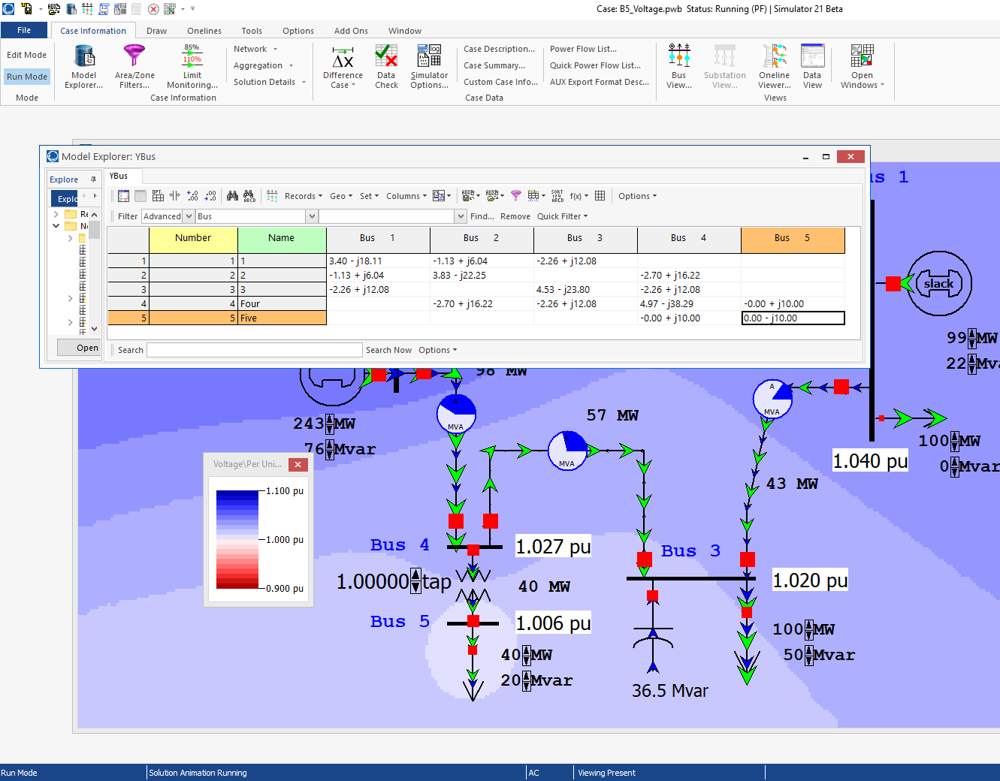 Case: B5_Voltage.pwb  Status: Running (PF) | Simulator 21 Beta
File Case Information Draw Onelines Tools Options Add Ons Window
Edit Mode
Run Mode
Mode
Model Explorer...
Area/Zone Filters...
85%
110%
Limit Monitoring...
Network
Aggregation
Solution Details
Case Information
ΔX
Difference Case
Data Check
log
Simulator Options...
Case Description...
Case Summary...
Custom Case Info...
Power Flow List...
Quick Power Flow List...
AUX Export Format Desc...
Case Data
Bus View...
Substation View...
Oneline Viewer...
Data View
Open Windows
Views
Model Explorer: YBus
Explore
Explo
Re
Ne
Open
YBus
Records Geo Set Columns Options
Filter Advanced Bus Find... Remove Quick Filter
Number Name Bus 1 Bus 2 Bus 3 Bus 4 Bus 5
1 1 1 3.40 - j18.11 -1.13 + j6.04 -2.26 + j12.08
2 2 2 -1.13 + j6.04 3.83 - j22.25 -2.70 + j16.22
3 3 3 -2.26 + j12.08 4.53 - j23.80 -2.26 + j12.08
4 4 Four -2.70 + j16.22 -2.26 + j12.08 4.97 - j38.29 -0.00 + j10.00
5 5 Five -0.00 + j10.00 0.00 - j10.00
Search Search Now Options
us 1
slack
99 MW
22 Mva
98 MW
A
MVA
243 MW
76 Mvar
57 MW
MVA
A
MVA
100 MW
0 Mvar
1.040 pu
43 MW
Voltage\Per Uni...
1.100 pu
1.000 pu
0.900 pu
Bus 4
1.027 pu
Bus 3
1.020 pu
1.00000 tap
40 MW
Bus 5
1.006 pu
40 MW
20 Mvar
100 MW
50 Mvar
36.5 Mvar
Run Mode Solution Animation Running AC Viewing Present